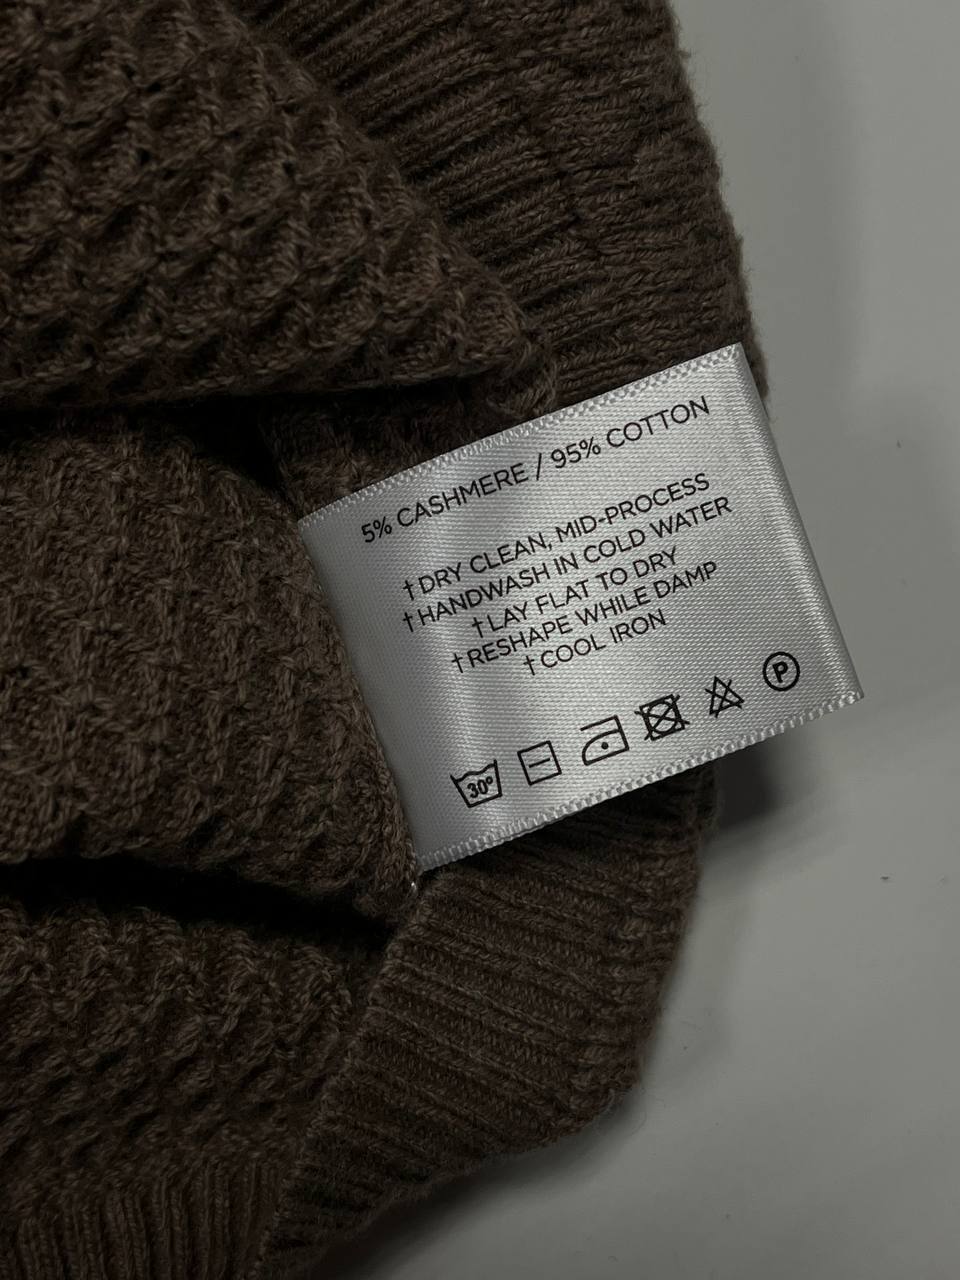 5% CASHMERE / 95% COTTON
†DRY CLEAN, MID-PROCESS
†HANDWASH IN COLD WATER
†LAY FLAT TO DRY
†RESHAPE WHILE DAMP
†COOL IRON
30° P